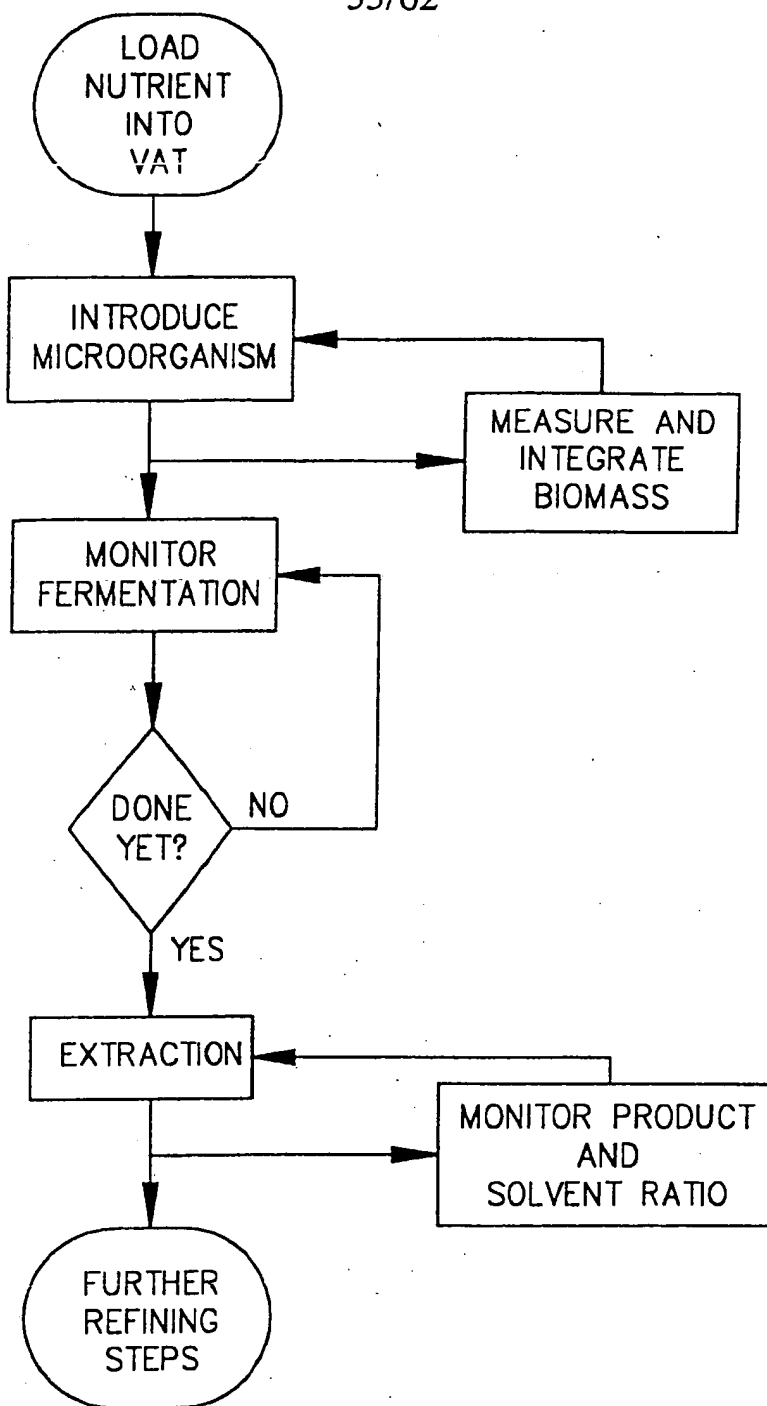 LOAD
NUTRIENT
INTO
VAT
INTRODUCE
MICROORGANISM
MEASURE AND
INTEGRATE
BIOMASS
MONITOR
FERMENTATION
DONE
YET?
NO
YES
EXTRACTION
MONITOR PRODUCT
AND
SOLVENT RATIO
FURTHER
REFINING
STEPS